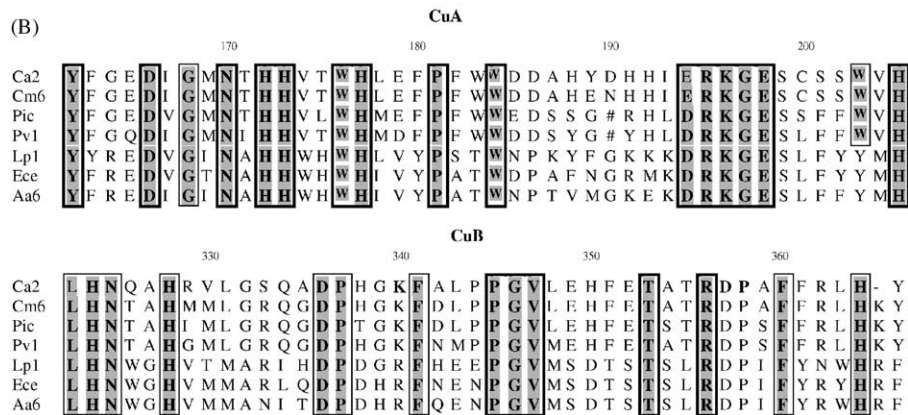 (B)
CuA
170 180 190 200
Ca2 Y F G E D I G M N T H H V T W H L E F P F W W D D A H Y D H H I E R K G E S C S S W V H
Cm6 Y F G E D I G M N T H H V T W H L E F P F W W D D A H E N H H I E R K G E S C S S W V H
Pic Y F G E D V G M N T H H V L W H M E F P F W W E D S S G # R H L D R K G E S S F F W V H
Pv1 Y F G Q D I G M N I H H V T W H M D F P F W W E D S Y G # Y H L D R K G E S L F F W V H
Lp1 Y Y R E D V G I N A H H W H W H L V Y P S T W N P K Y F G K K K D R K G E S L F Y Y M H
Ece Y F R E D V G T N A H H W H W H I V Y P A T W D P A F N G R M K D R K G E S L F F Y M H
Aa6 Y F R E D I G I N A H H W H W H I V Y P A T W N P T V M G K E K D R K G E S L F F Y M H
CuB
330 340 350 360
Ca2 L H N Q A H R V L G S Q A D P H G K F A L P P G V L E H F E T A T R D P A F F R L H - Y
Cm6 L H N T A H M M L G R Q G D P H G K F D L P P G V L E H F E T A T R D P A F F R L H K Y
Pic L H N T A H I M L G R Q G D P T G K F D L P P G V L E H F E T S T R D P S F F R L H K Y
Pv1 L H N T A H G M L G R Q G D P H G K F N M P P G V M E H F E T A T R D P S F F R L H K Y
Lp1 L H N W G H V T M A R I H D P D G R F H E E P G V M S D T S T S L R D P I F Y N W H R F
Ece L H N W G H V M M A R L Q D P D H R F N E N P G V M S D T S T S L R D P I F Y R Y H R F
Aa6 L H N W G H V M M A N I T D P D H R F Q E N P G V M S D T S T S L R D P I F Y R W H R F